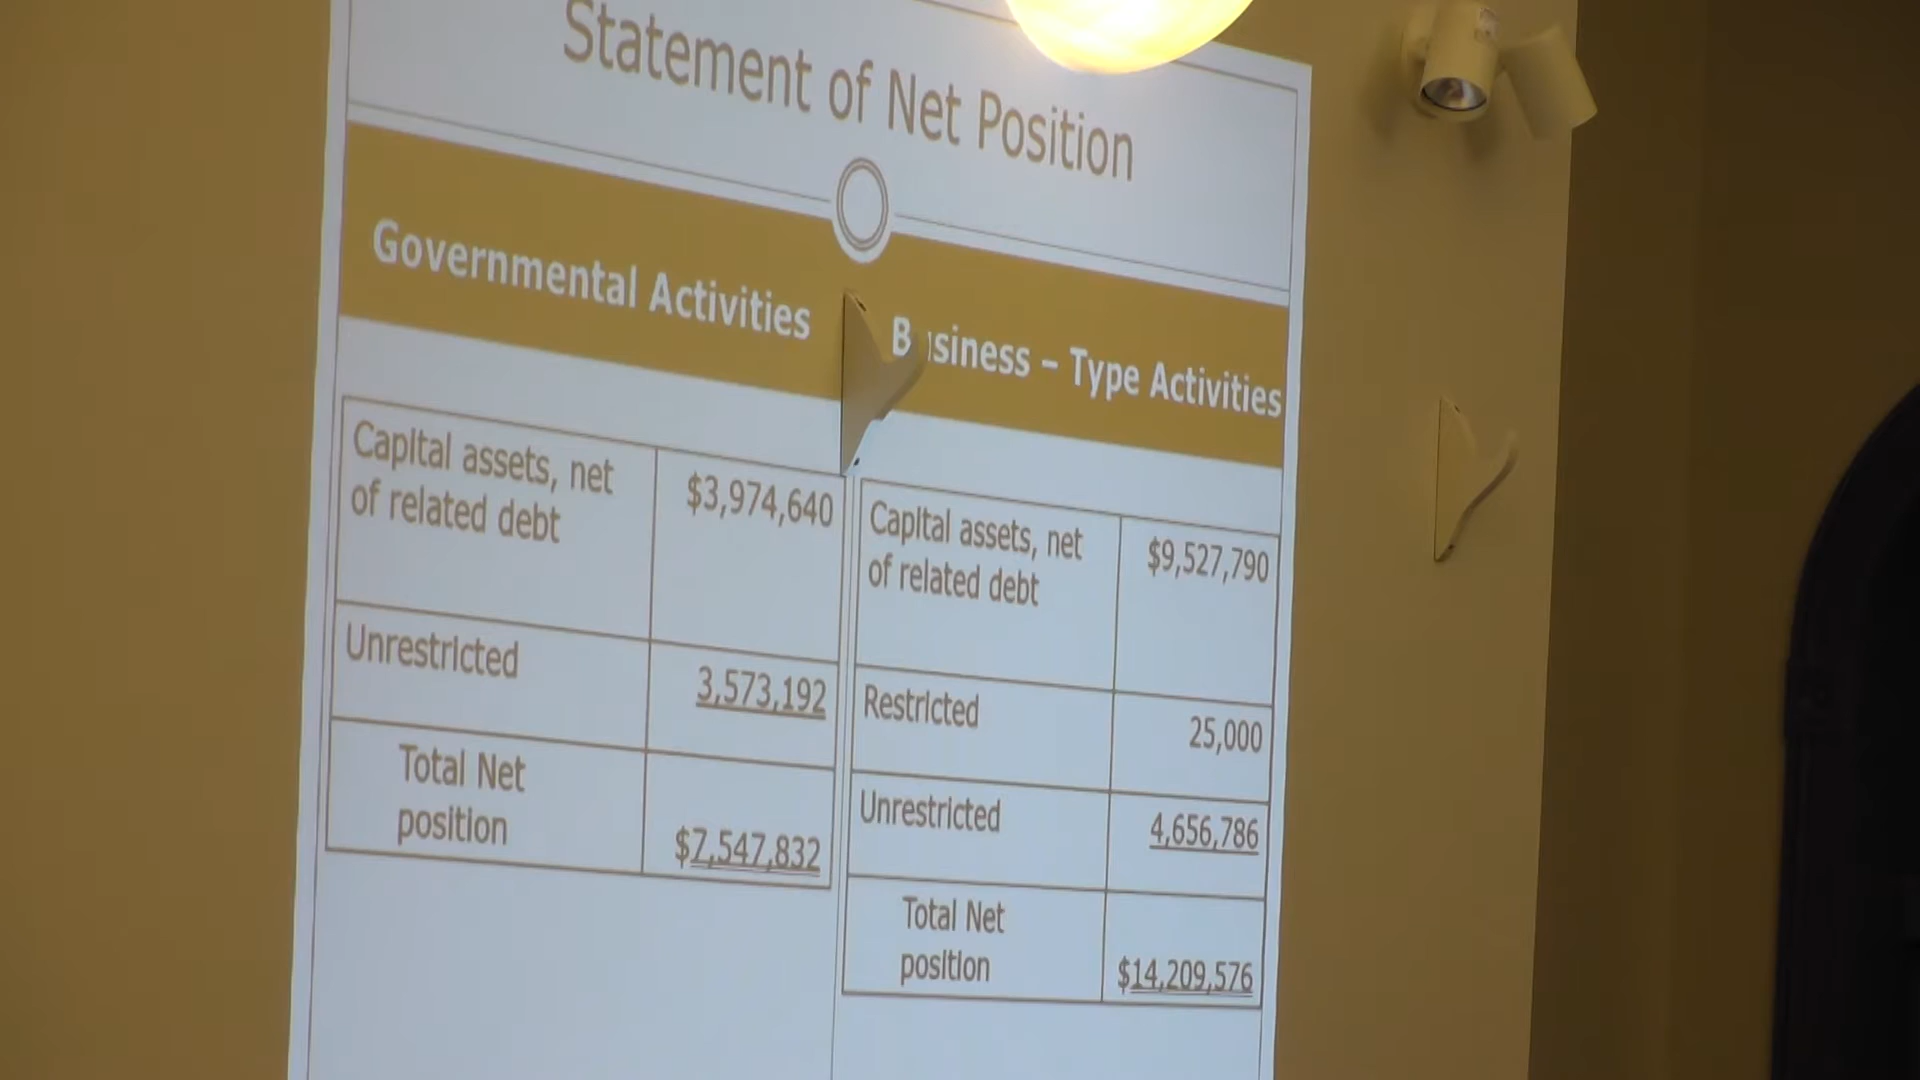 Statement of Net Position
Governmental Activities
Business – Type Activities
Capital assets, net
of related debt
$3,974,640
Unrestricted
3,573,192
Total Net
position
$7,547,832
Capital assets, net
of related debt
$9,527,790
Restricted
25,000
Unrestricted
4,656,786
Total Net
position
$14,209,576